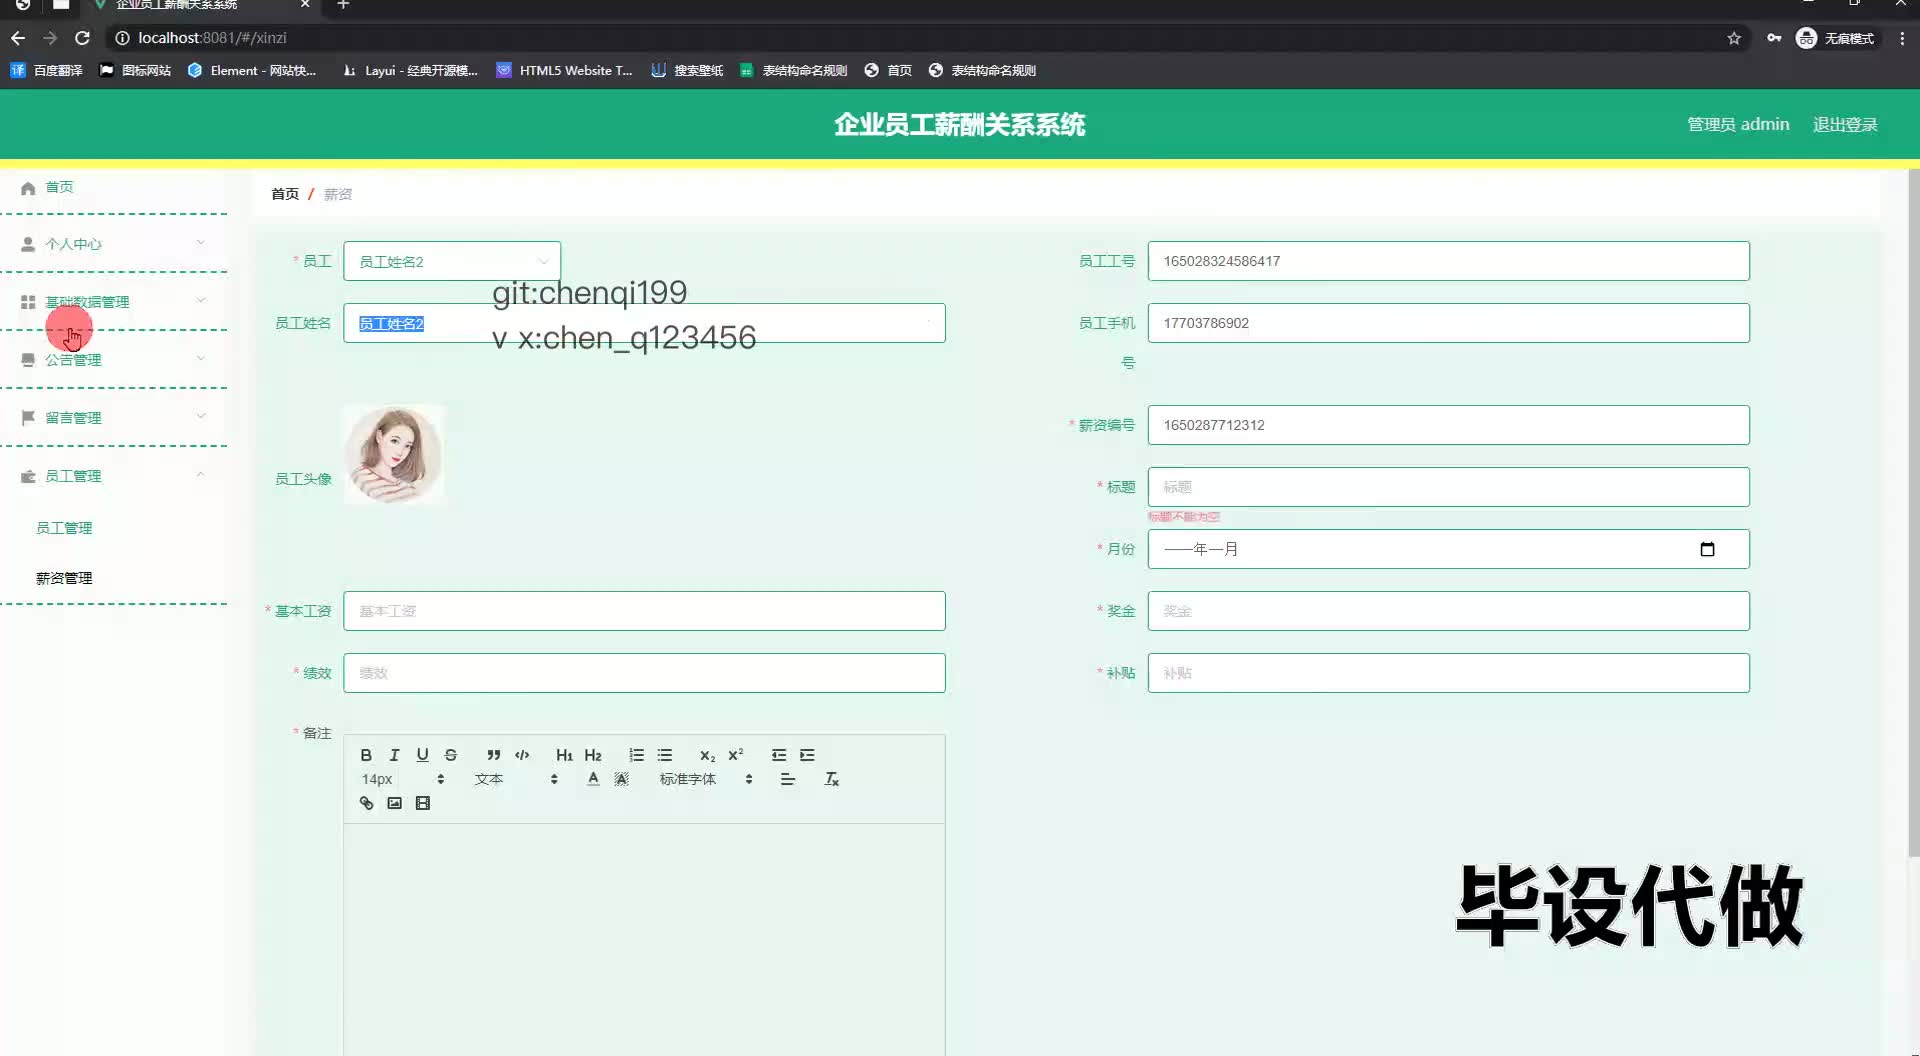 企业员工薪酬关系系统
localhost:8081/#/xinzi
无痕模式
百度翻译
图标网站
Element - 网站快...
Layui - 经典开源模...
HTML5 Website T...
搜索壁纸
表结构命名规则
首页
表结构命名规则
企业员工薪酬关系系统
管理员 admin
退出登录
首页
个人中心
基础数据管理
公告管理
留言管理
员工管理
员工管理
薪资管理
首页 / 薪资
* 员工
员工姓名2
员工工号
165028324586417
git:chenqi199
员工姓名
员工姓名2
v x:chen_q123456
员工手机号
17703786902
员工头像
* 薪资编号
1650287712312
* 标题
标题
标题不能为空
* 月份
——年—月
* 基本工资
基本工资
* 奖金
奖金
* 绩效
绩效
* 补贴
补贴
* 备注
B I U S
H1 H2
x2 x2
14px
文本
A A
标准字体
Tx
毕设代做